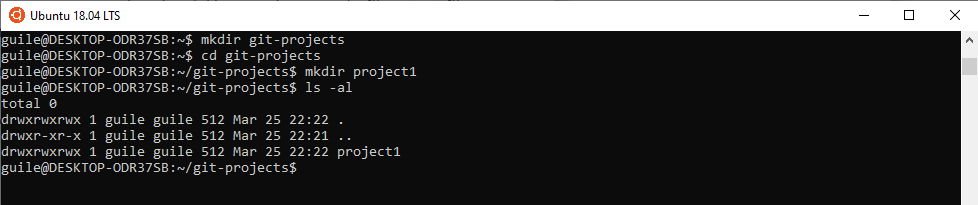 Ubuntu 18.04 LTS
guile@DESKTOP-ODR37SB:~$ mkdir git-projects
guile@DESKTOP-ODR37SB:~$ cd git-projects
guile@DESKTOP-ODR37SB:~/git-projects$ mkdir project1
guile@DESKTOP-ODR37SB:~/git-projects$ ls -al
total 0
drwxrwxrwx 1 guile guile 512 Mar 25 22:22 .
drwxr-xr-x 1 guile guile 512 Mar 25 22:21 ..
drwxrwxrwx 1 guile guile 512 Mar 25 22:22 project1
guile@DESKTOP-ODR37SB:~/git-projects$